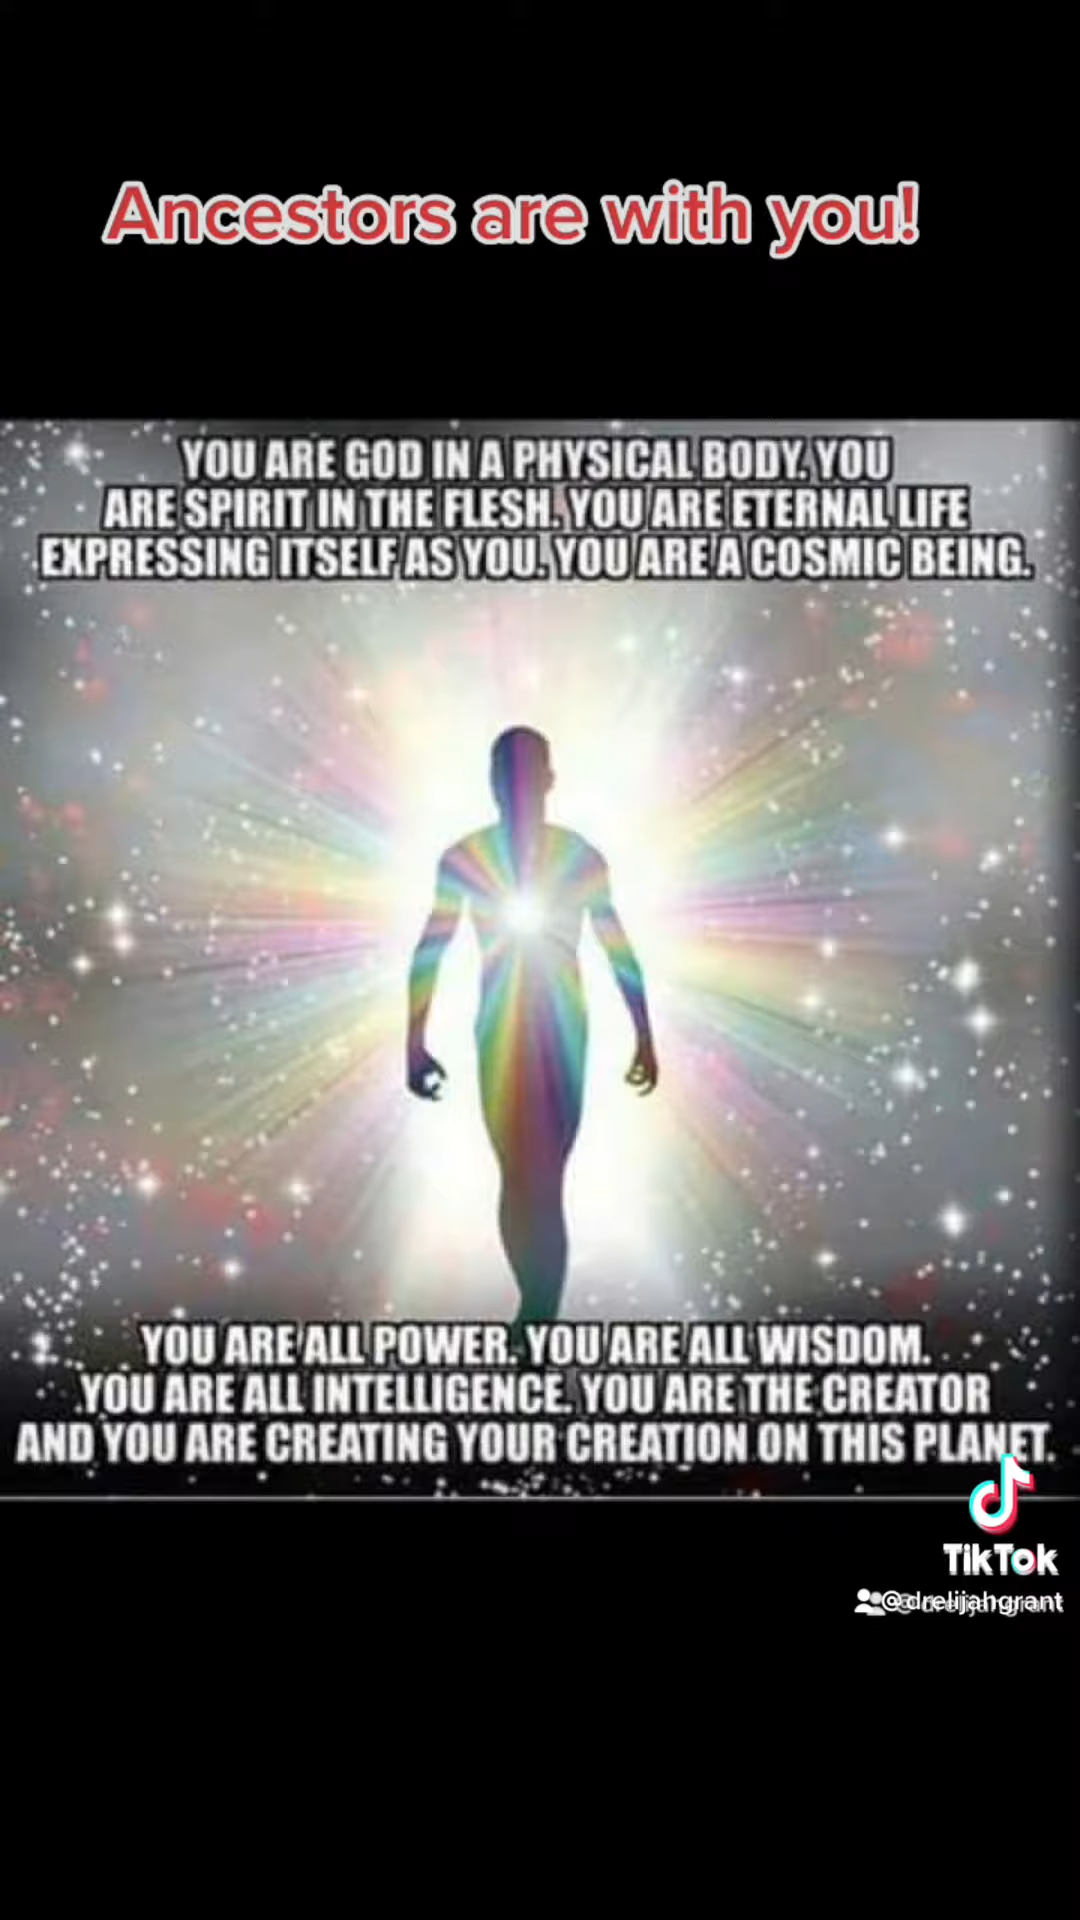 Ancestors are with you!
YOU ARE GOD IN A PHYSICAL BODY. YOU
ARE SPIRIT IN THE FLESH. YOU ARE ETERNAL LIFE
EXPRESSING ITSELF AS YOU. YOU ARE A COSMIC BEING.
YOU ARE ALL POWER. YOU ARE ALL WISDOM.
YOU ARE ALL INTELLIGENCE. YOU ARE THE CREATOR
AND YOU ARE CREATING YOUR CREATION ON THIS PLANET.
TikTok
@drelijahgrant